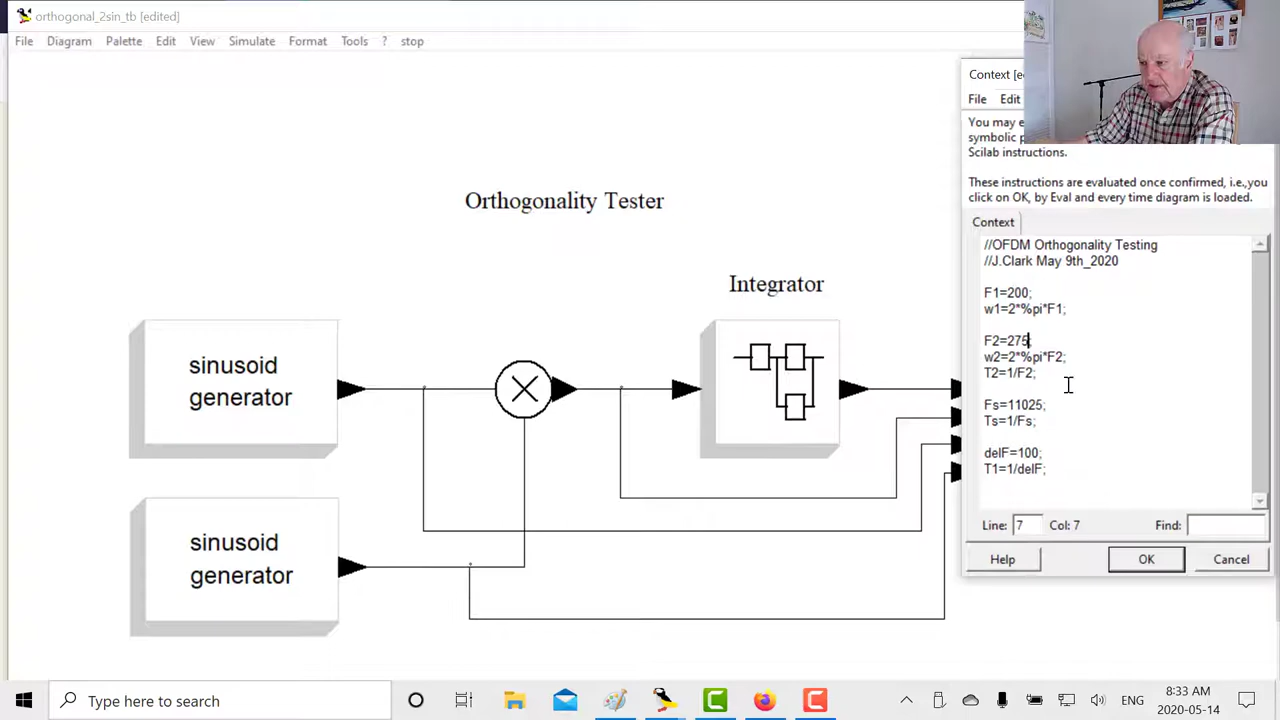 orthogonal_2sin_tb [edited]
File Diagram Palette Edit View Simulate Format Tools ? stop
Orthogonality Tester
Integrator
sinusoid
generator
sinusoid
generator
Context [e
File Edit
You may e
symbolic p
Scilab instructions.
These instructions are evaluated once confirmed, i.e.,you
click on OK, by Eval and every time diagram is loaded.
Context
//OFDM Orthogonality Testing
//J.Clark May 9th_2020
F1=200;
w1=2*%pi*F1;
F2=275;
w2=2*%pi*F2;
T2=1/F2;
Fs=11025;
Ts=1/Fs;
delF=100;
T1=1/delF;
Line: 7 Col: 7 Find:
Help OK Cancel
Type here to search
ENG
8:33 AM
2020-05-14